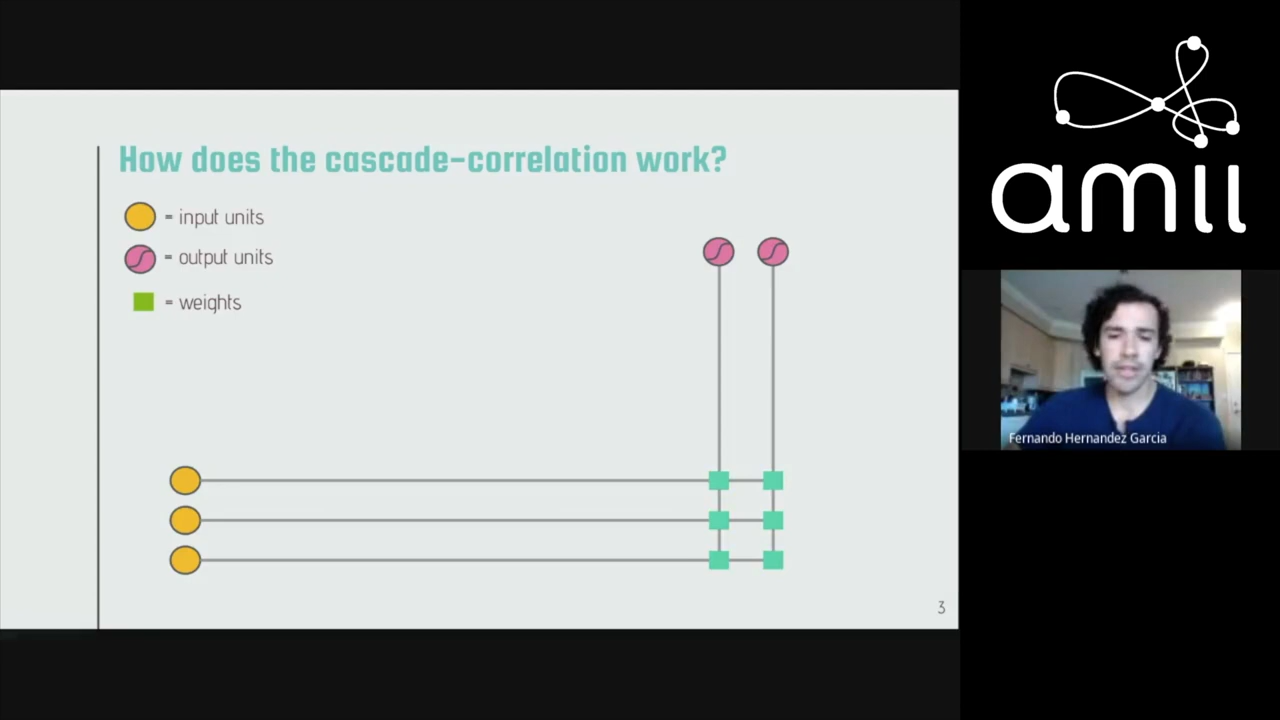 How does the cascade-correlation work?
= input units
= output units
= weights
3
amii
Fernando Hernandez Garcia